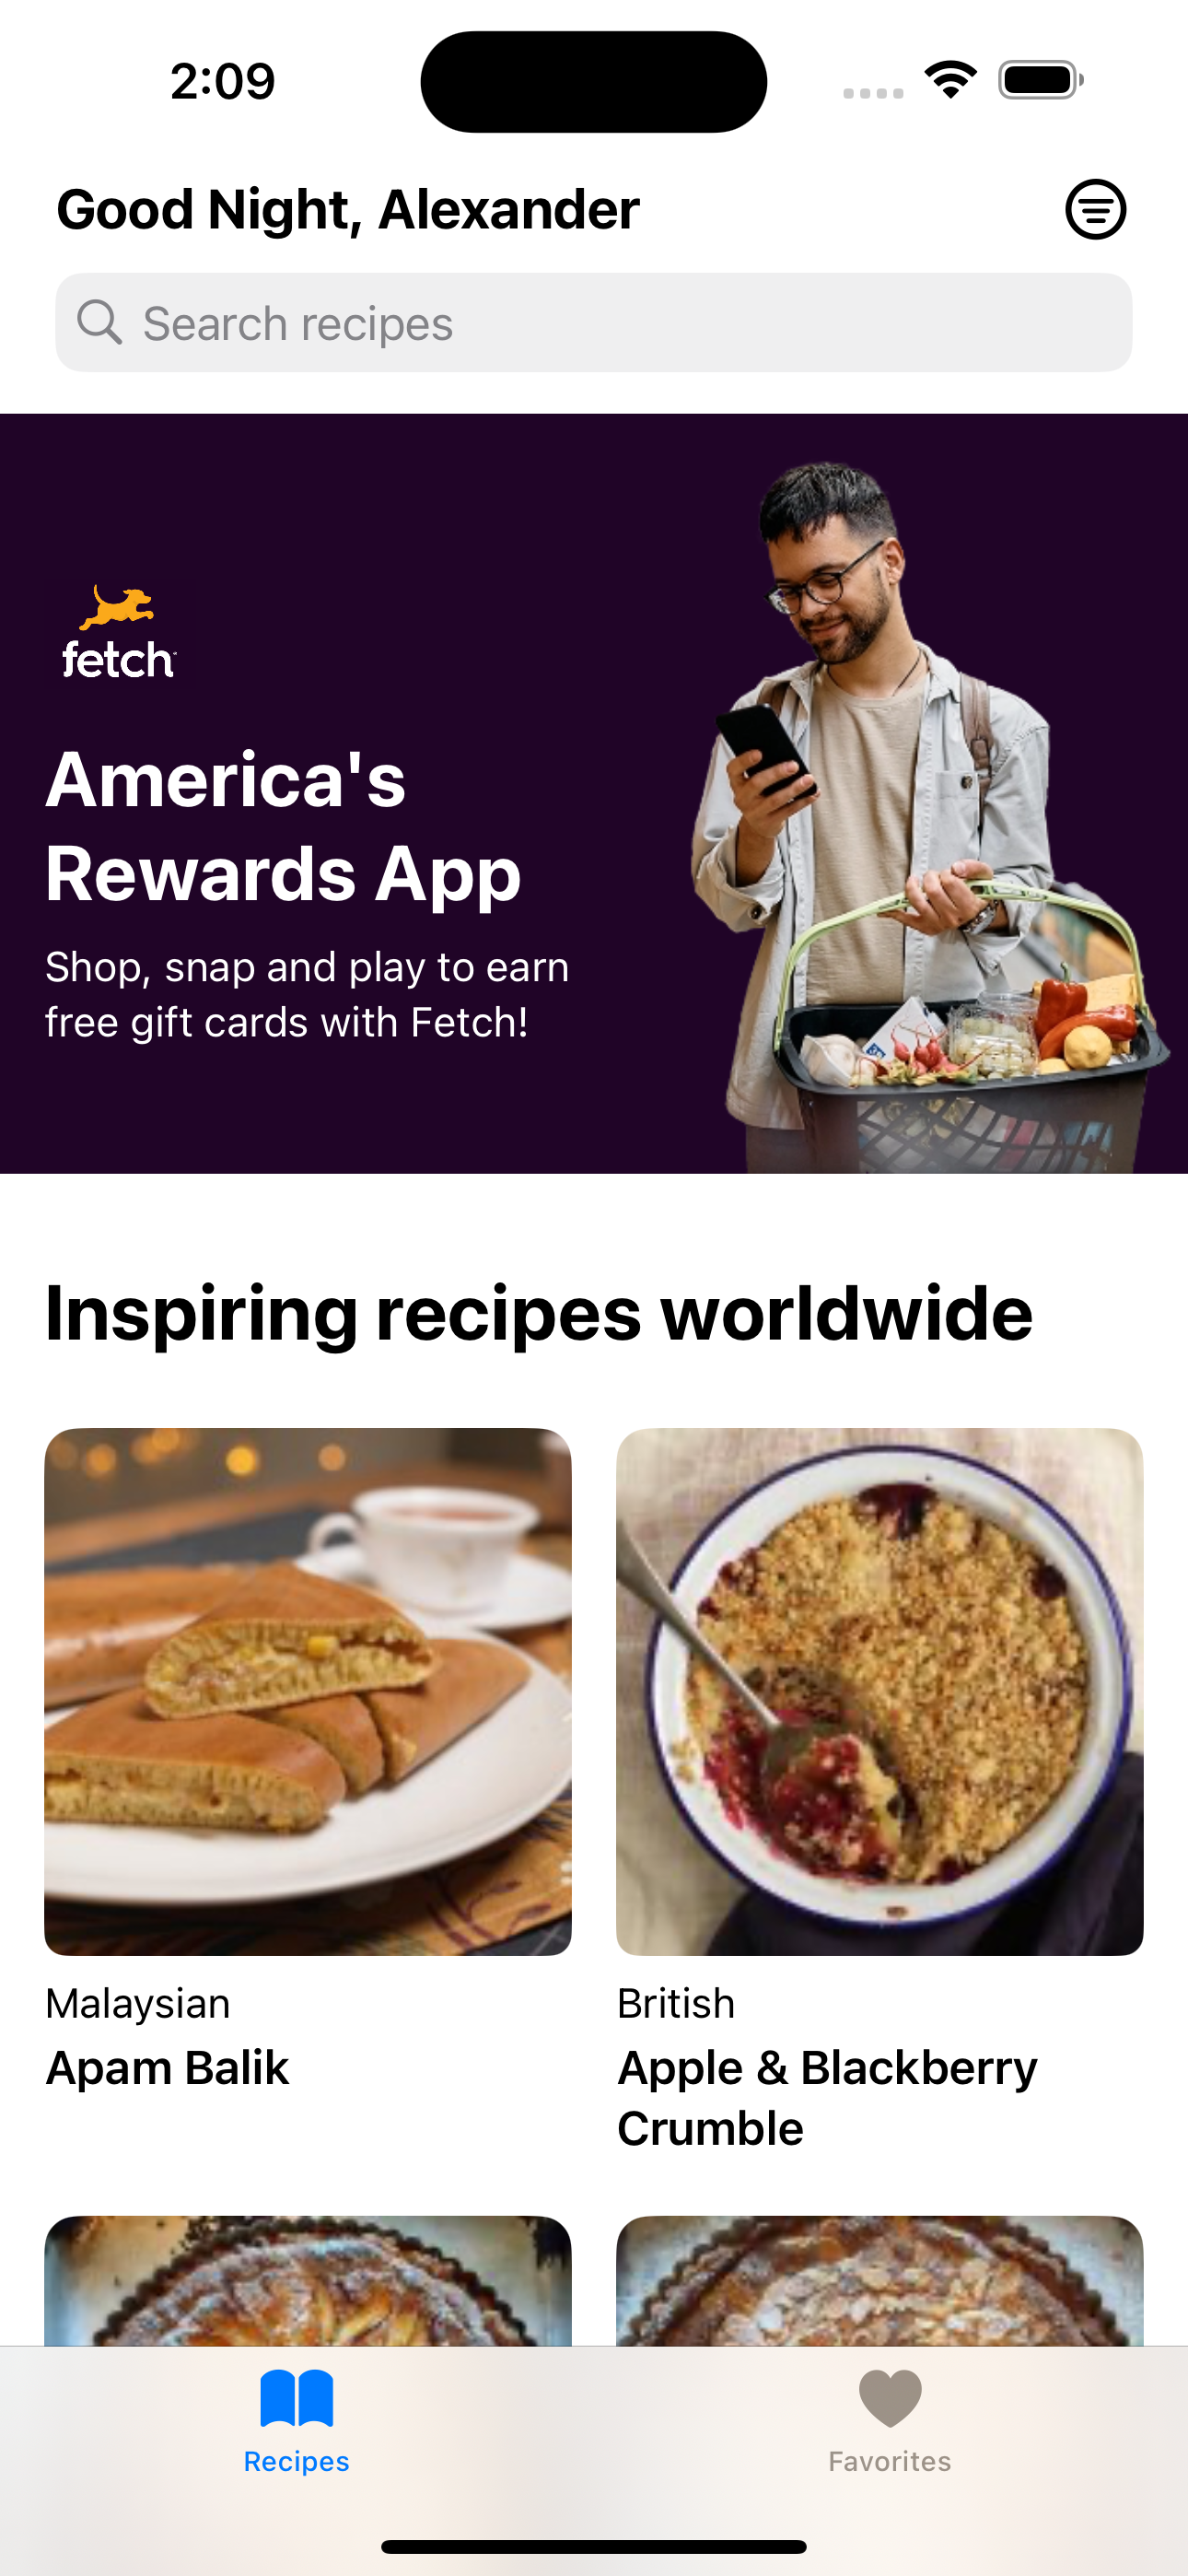 2:09
Good Night, Alexander
Search recipes
fetch
America's
Rewards App
Shop, snap and play to earn
free gift cards with Fetch!
Inspiring recipes worldwide
Malaysian
Apam Balik
British
Apple & Blackberry
Crumble
Recipes
Favorites